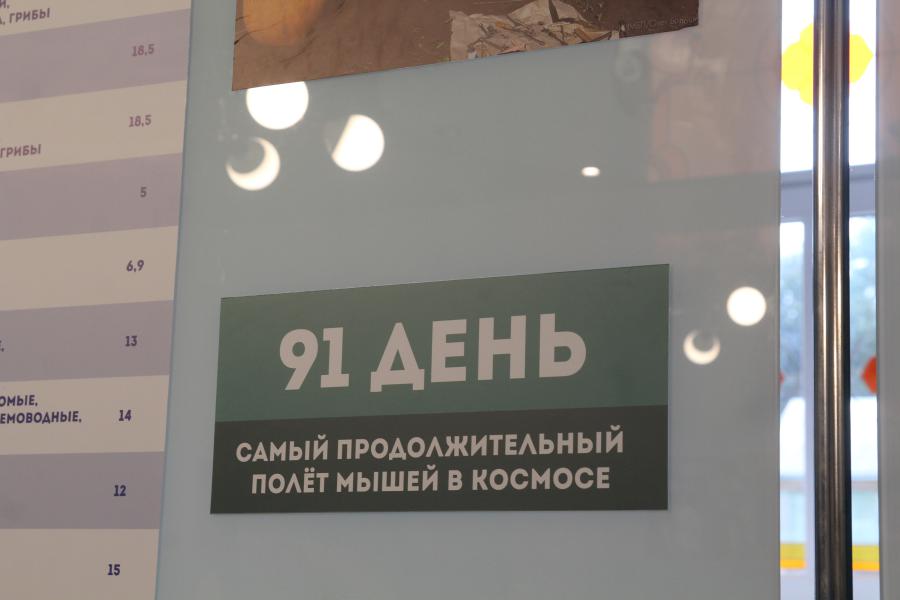 ГРИБЫ
18,5
18,5
ГРИБЫ
5
6,9
13
14
12
15
91 ДЕНЬ
САМЫЙ ПРОДОЛЖИТЕЛЬНЫЙ
ПОЛЁТ МЫШЕЙ В КОСМОСЕ